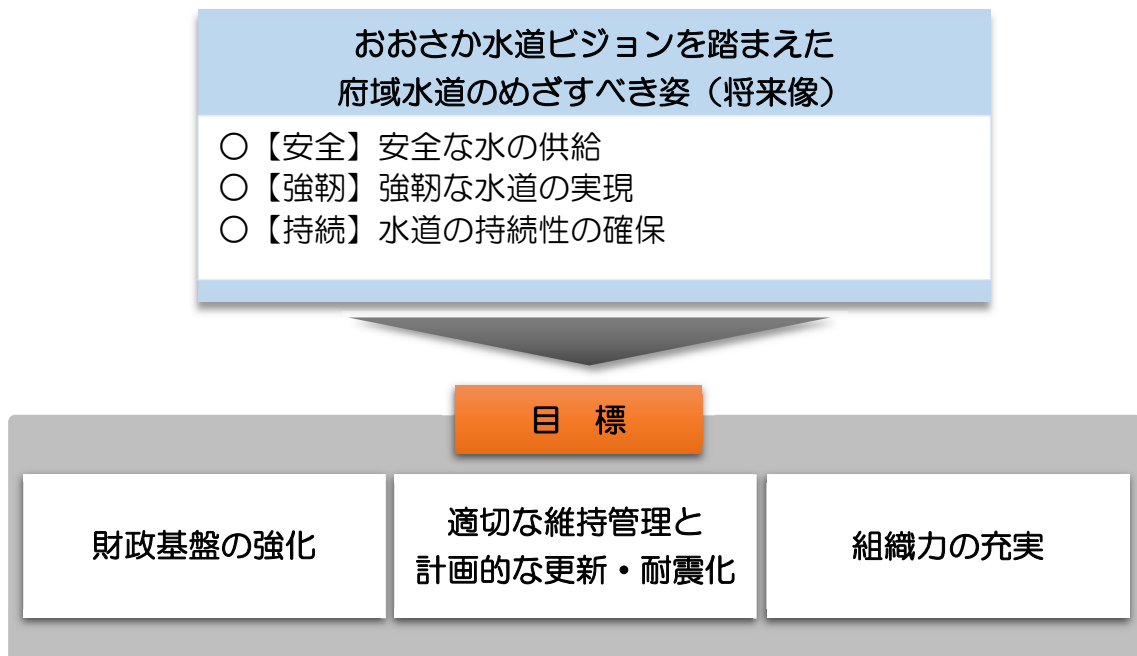 おおさか水道ビジョンを踏まえた
府域水道のめざすべき姿（将来像）
〇【安全】安全な水の供給
〇【強靭】強靭な水道の実現
〇【持続】水道の持続性の確保
目　標
財政基盤の強化
適切な維持管理と
計画的な更新・耐震化
組織力の充実